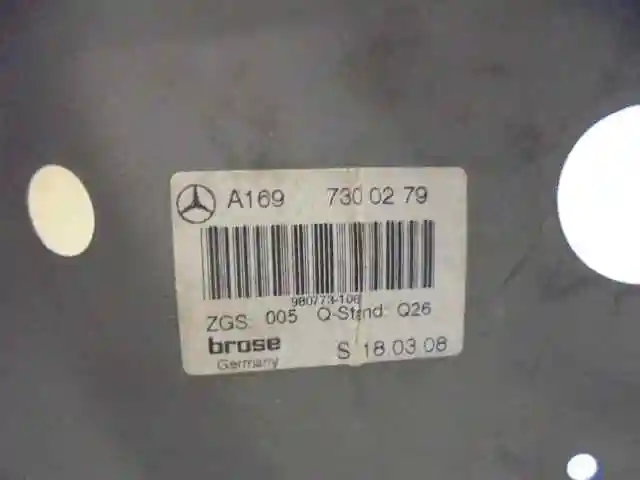 A169 730 02 79
980773-106
ZGS: 005 Q-Stand: Q26
brose
Germany
S 18.03.08